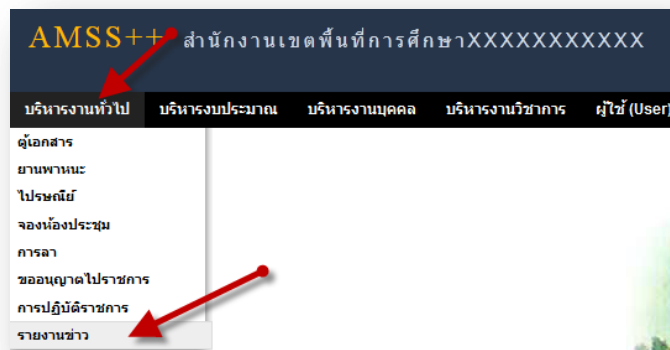 AMSS++ สำนักงานเขตพื้นที่การศึกษาXXXXXXXXXXX
บริหารงานทั่วไป บริหารงบประมาณ บริหารงานบุคคล บริหารงานวิชาการ ผู้ใช้ (User)
ตู้เอกสาร
ยานพาหนะ
ไปรษณีย์
จองห้องประชุม
การลา
ขออนุญาตไปราชการ
การปฏิบัติราชการ
รายงานข่าว